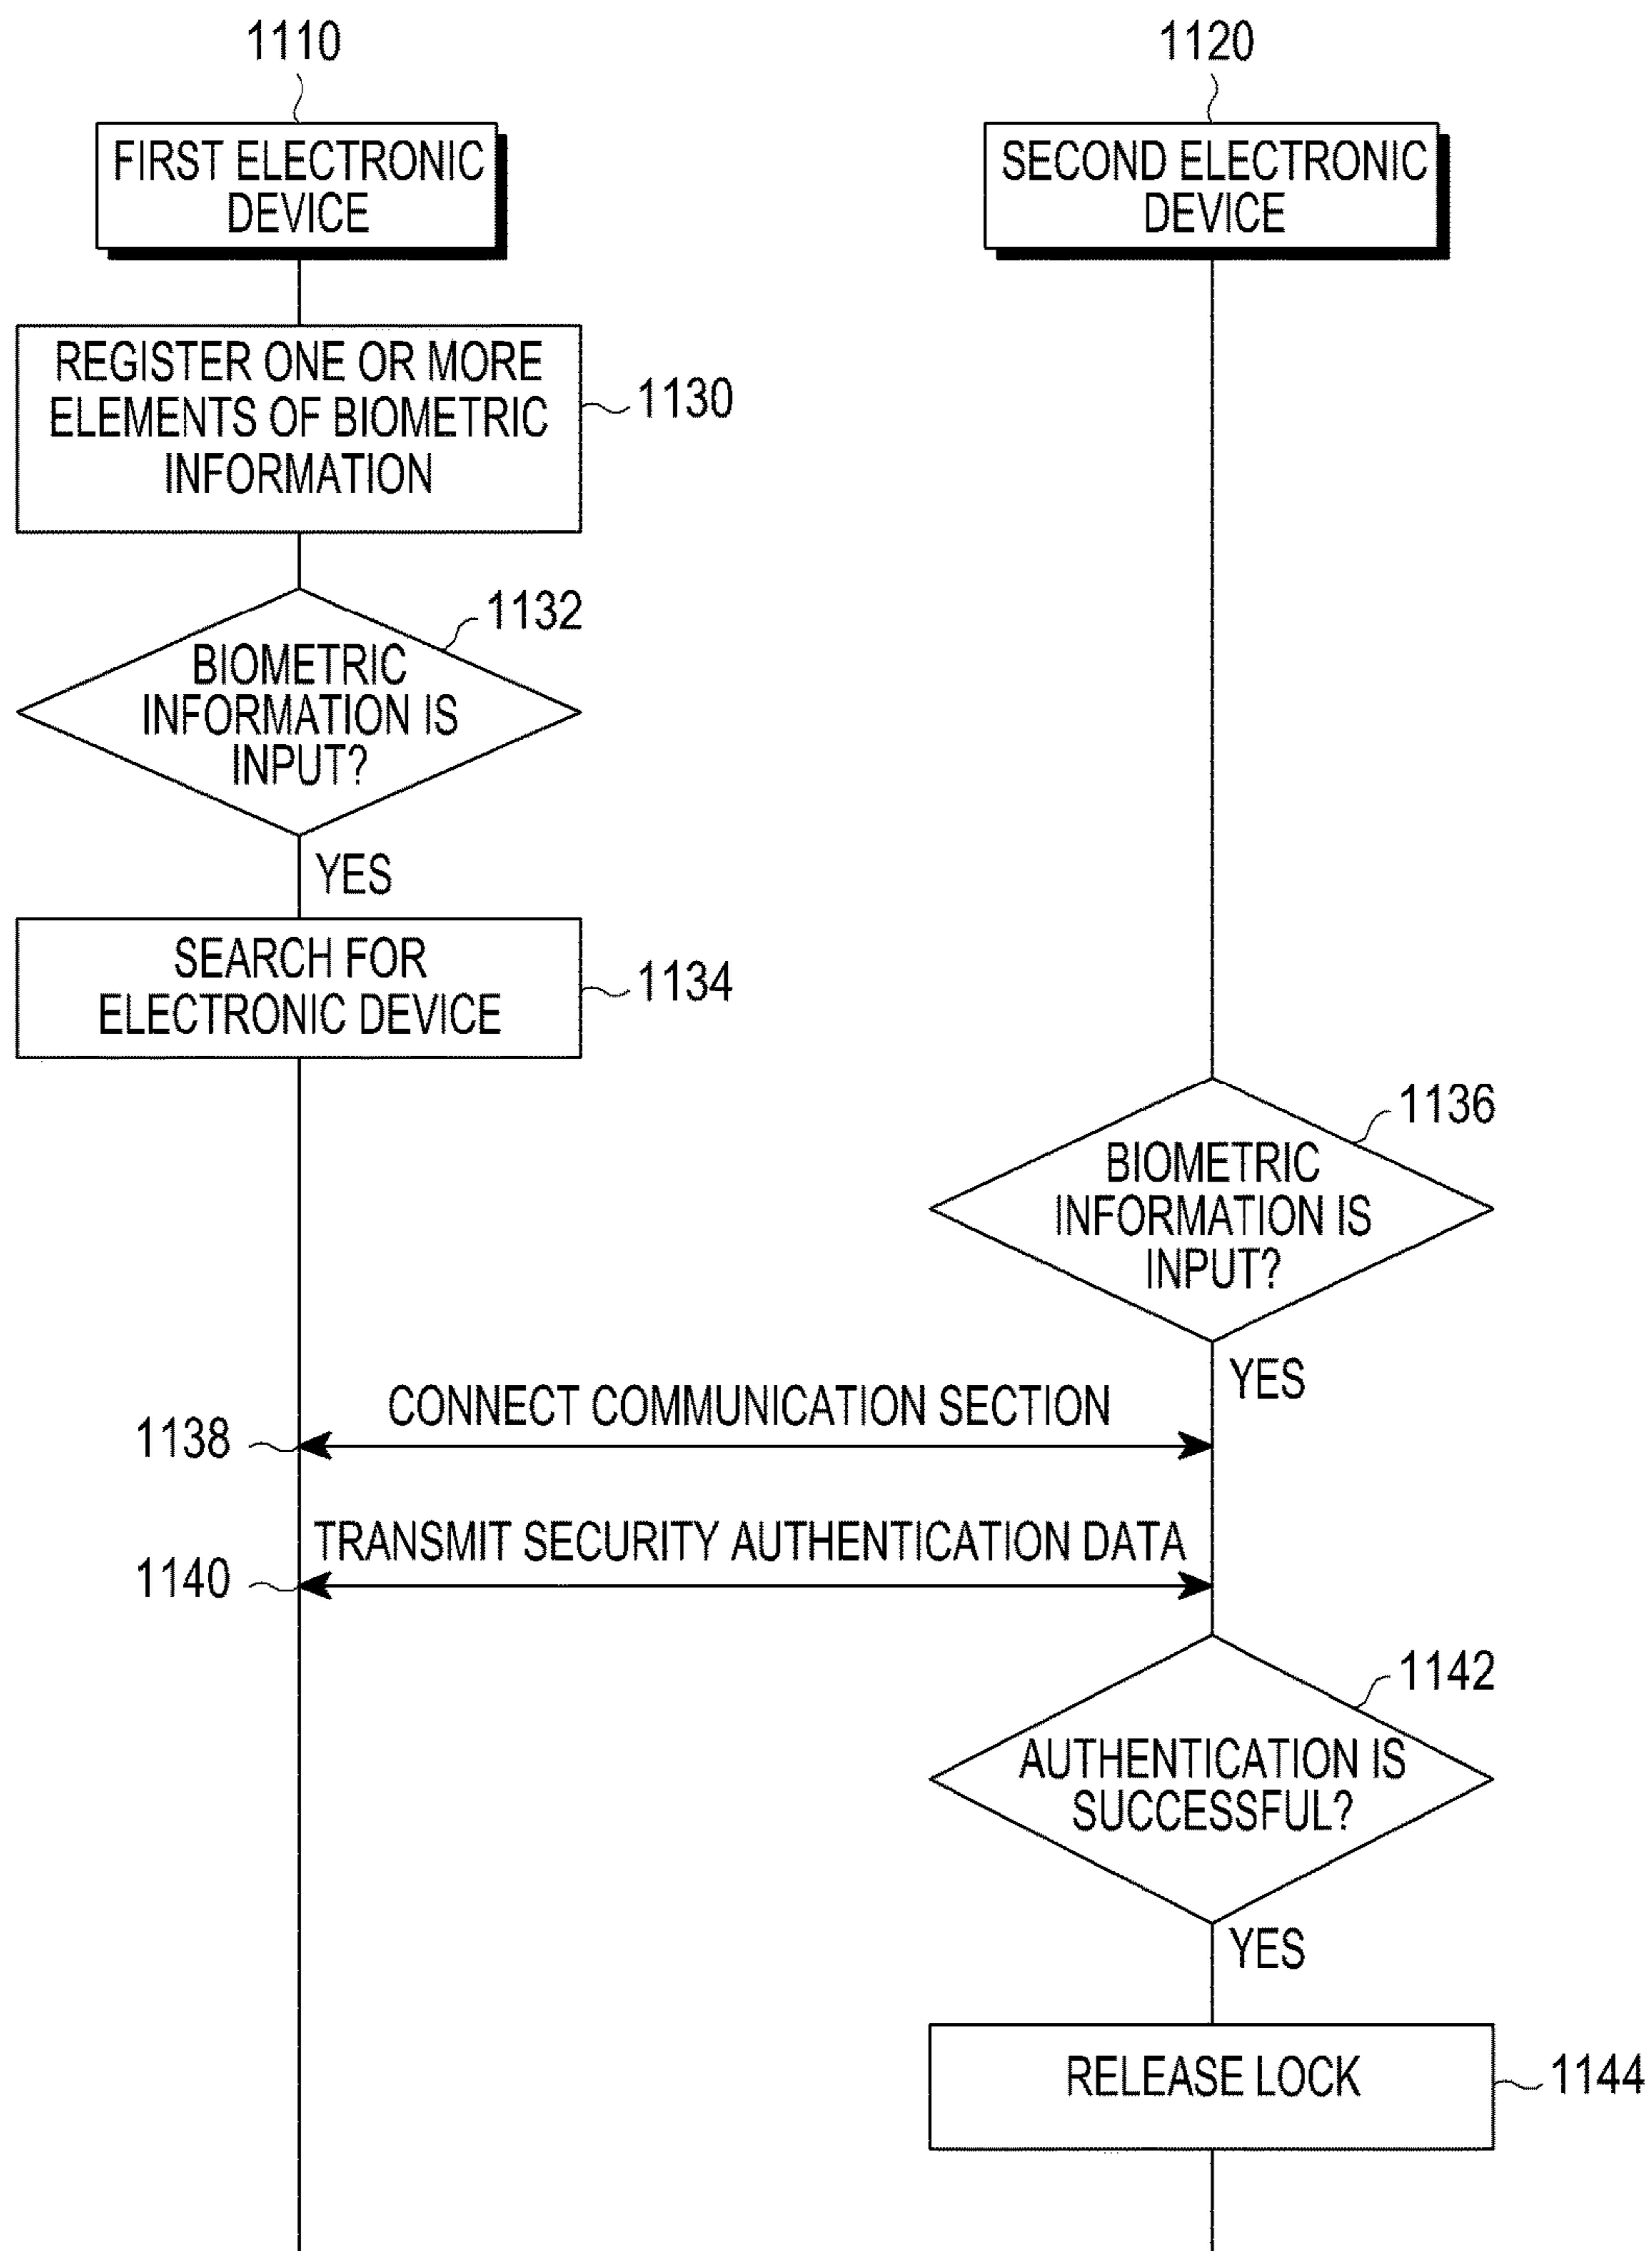 1110
1120
FIRST ELECTRONIC
DEVICE
SECOND ELECTRONIC
DEVICE
REGISTER ONE OR MORE
ELEMENTS OF BIOMETRIC
INFORMATION
1130
1132
BIOMETRIC
INFORMATION IS
INPUT?
YES
SEARCH FOR
ELECTRONIC DEVICE
1134
1136
BIOMETRIC
INFORMATION IS
INPUT?
YES
CONNECT COMMUNICATION SECTION
1138
TRANSMIT SECURITY AUTHENTICATION DATA
1140
1142
AUTHENTICATION IS
SUCCESSFUL?
YES
RELEASE LOCK
1144